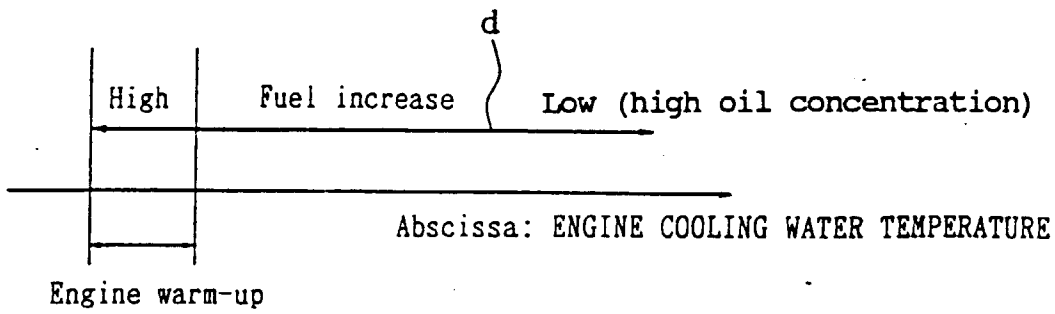 d
High Fuel increase Low (high oil concentration)
Abscissa: ENGINE COOLING WATER TEMPERATURE
Engine warm-up